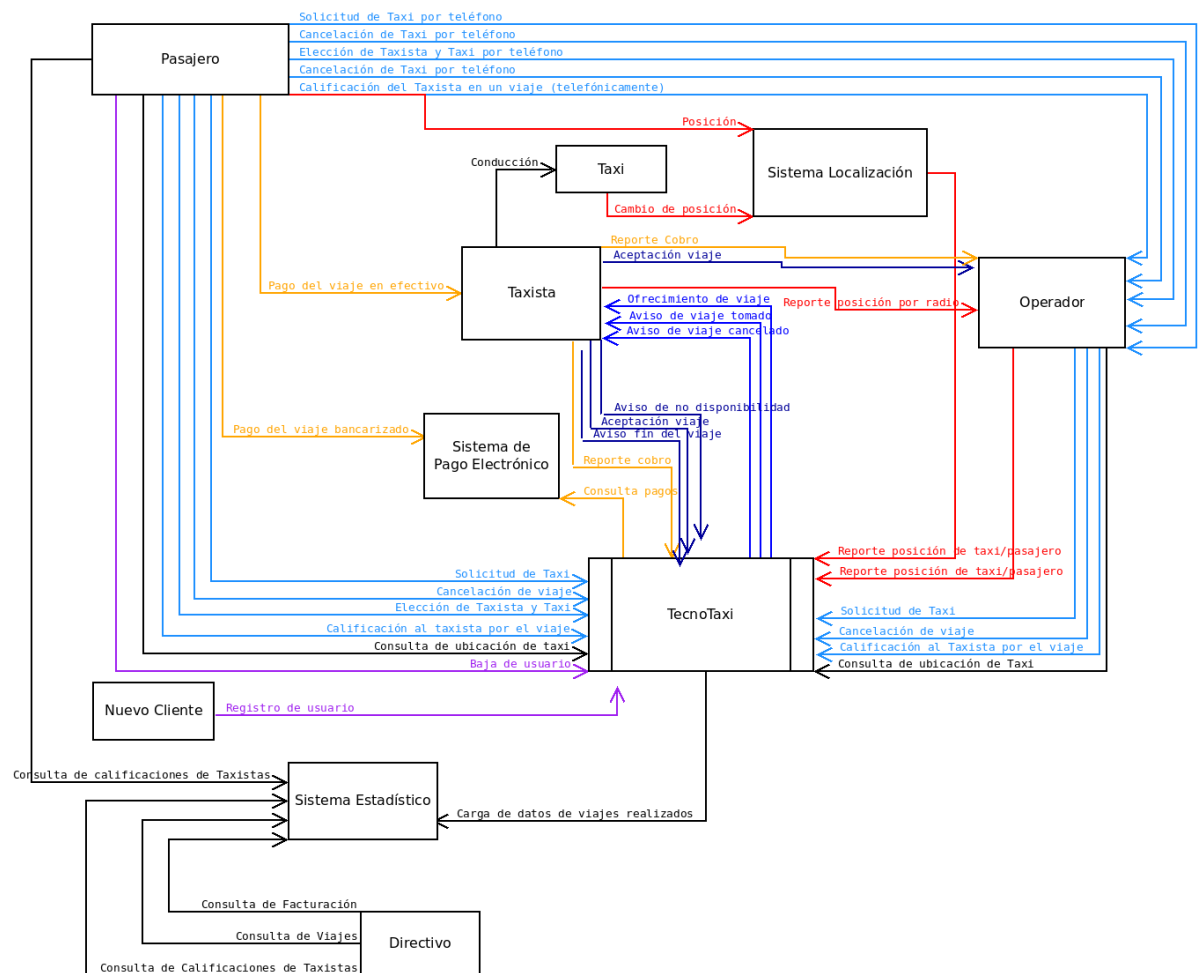 Solicitud de Taxi por teléfono
Cancelación de Taxi por teléfono
Pasajero
Elección de Taxista y Taxi por teléfono
Cancelación de Taxi por teléfono
Calificación del Taxista en un viaje (telefónicamente)
Posición
Conducción
Taxi
Sistema Localización
Cambio de posición
Reporte Cobro
Aceptación viaje
Pago del viaje en efectivo
Taxista
Ofrecimiento de viaje
Reporte posición por radio
Operador
Aviso de viaje tomado
Aviso de viaje cancelado
Aviso de no disponibilidad
Aceptación viaje
Pago del viaje bancarizado
Aviso fin del viaje
Sistema de
Pago Electrónico
Reporte cobro
Consulta pagos
Reporte posición de taxi/pasajero
Reporte posición de taxi/pasajero
Solicitud de Taxi
Cancelación de viaje
Elección de Taxista y Taxi
TecnoTaxi
Solicitud de Taxi
Calificación al taxista por el viaje
Cancelación de viaje
Consulta de ubicación de taxi
Calificación al Taxista por el viaje
Baja de usuario
Consulta de ubicación de Taxi
Nuevo Cliente
Registro de usuario
Consulta de calificaciones de Taxistas
Sistema Estadístico
Carga de datos de viajes realizados
Consulta de Facturación
Consulta de Viajes
Directivo
Consulta de Calificaciones de Taxistas